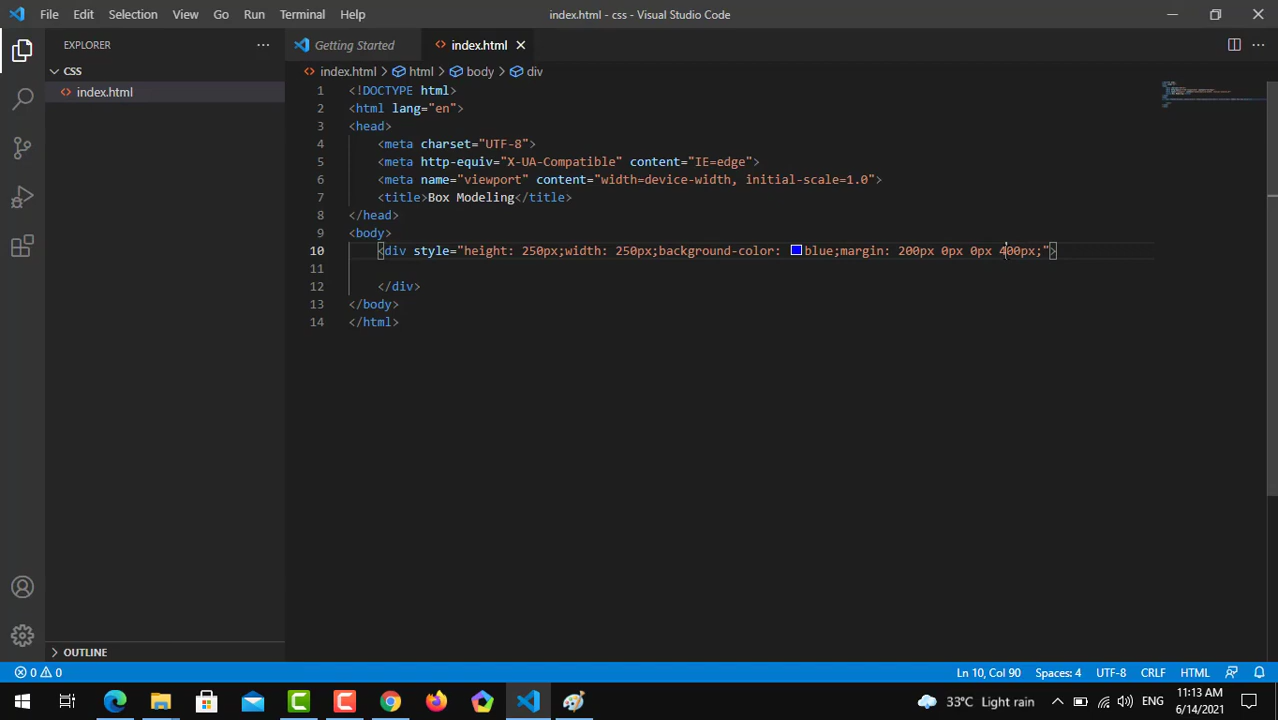 File Edit Selection View Go Run Terminal Help
index.html - css - Visual Studio Code
EXPLORER
Getting Started
index.html
CSS
index.html
index.html > html > body > div
1 <!DOCTYPE html>
2 <html lang="en">
3 <head>
4 <meta charset="UTF-8">
5 <meta http-equiv="X-UA-Compatible" content="IE=edge">
6 <meta name="viewport" content="width=device-width, initial-scale=1.0">
7 <title>Box Modeling</title>
8 </head>
9 <body>
10 <div style="height: 250px;width: 250px;background-color: blue;margin: 200px 0px 0px 400px;">
11
12 </div>
13 </body>
14 </html>
OUTLINE
0 0
Ln 10, Col 90 Spaces: 4 UTF-8 CRLF HTML
33°C Light rain
ENG
11:13 AM
6/14/2021